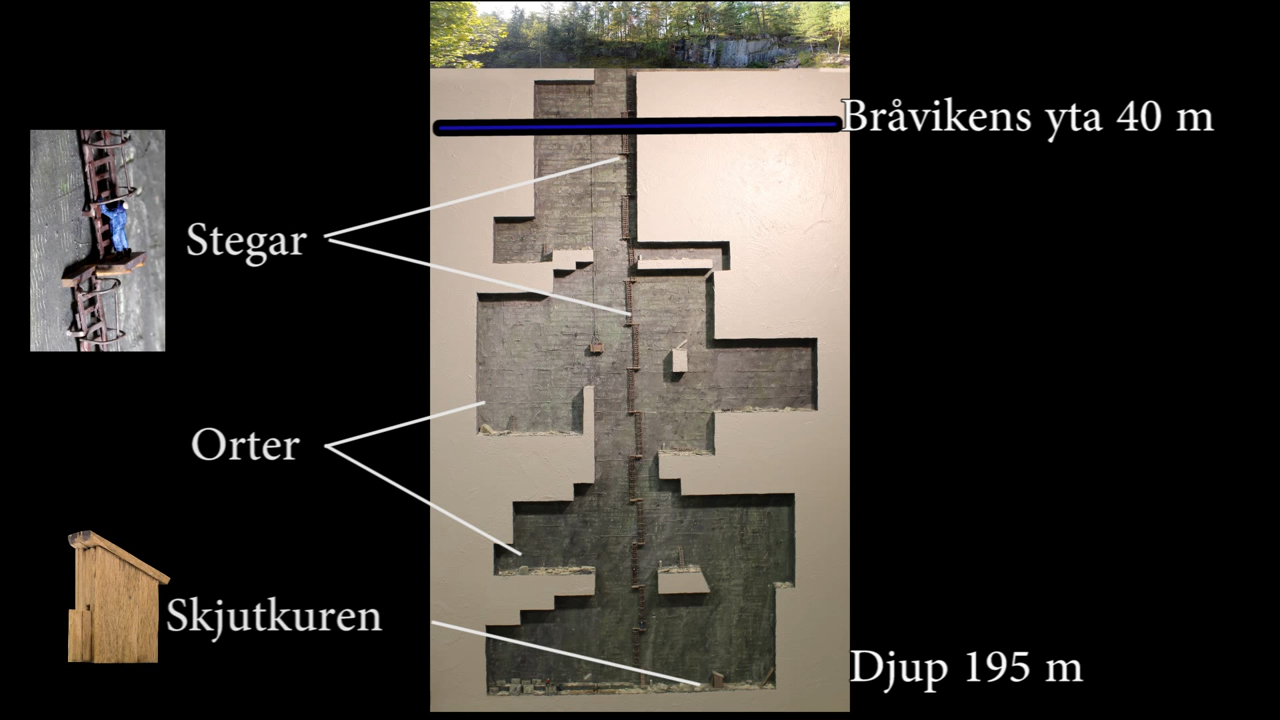 Bråvikens yta 40 m
Stegar
Orter
Skjutkuren
Djup 195 m